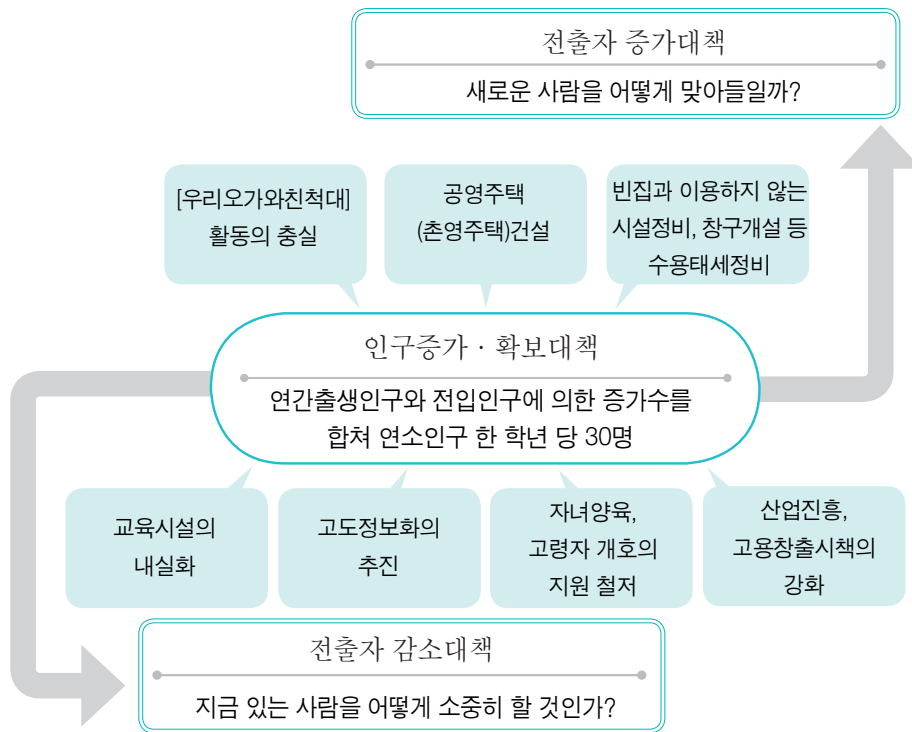 전출자 증가대책
새로운 사람을 어떻게 맞아들일까?
[우리오가와친척대]
활동의 충실
공영주택
(촌영주택)건설
빈집과 이용하지 않는
시설정비, 창구개설 등
수용태세정비
인구증가 · 확보대책
연간출생인구와 전입인구에 의한 증가수를
합쳐 연소인구 한 학년 당 30명
교육시설의
내실화
고도정보화의
추진
자녀양육,
고령자 개호의
지원 철저
산업진흥,
고용창출시책의
강화
전출자 감소대책
지금 있는 사람을 어떻게 소중히 할 것인가?